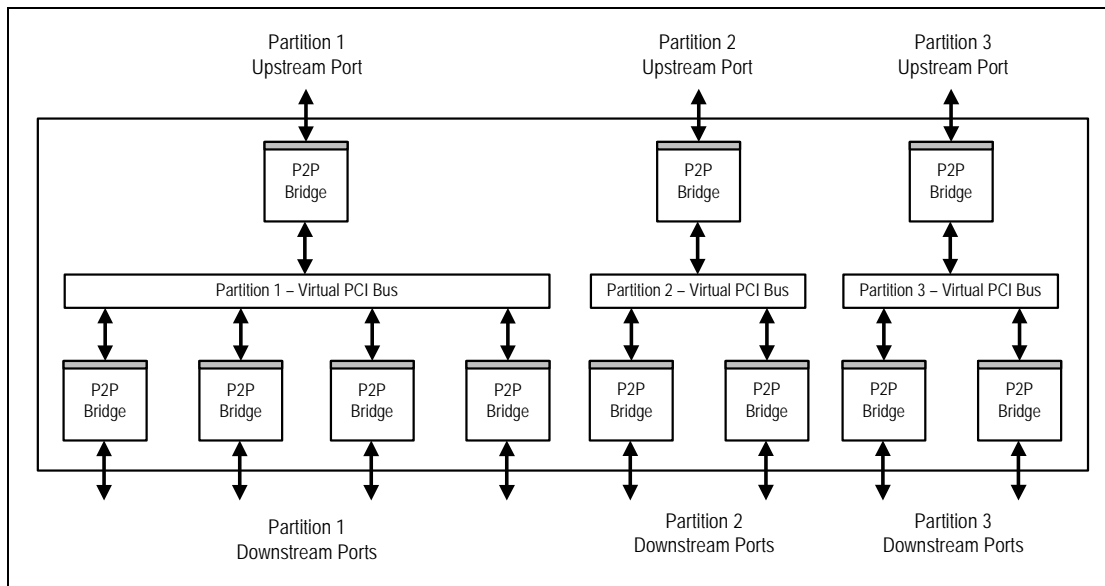 Partition 1 Partition 2 Partition 3
Upstream Port Upstream Port Upstream Port
P2P P2P P2P
Bridge Bridge Bridge
Partition 1 – Virtual PCI Bus Partition 2 – Virtual PCI Bus Partition 3 – Virtual PCI Bus
P2P P2P P2P P2P P2P P2P P2P P2P
Bridge Bridge Bridge Bridge Bridge Bridge Bridge Bridge
Partition 1 Partition 2 Partition 3
Downstream Ports Downstream Ports Downstream Ports